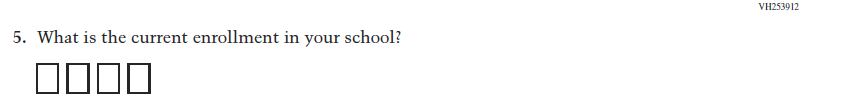 VH253912
5. What is the current enrollment in your school?